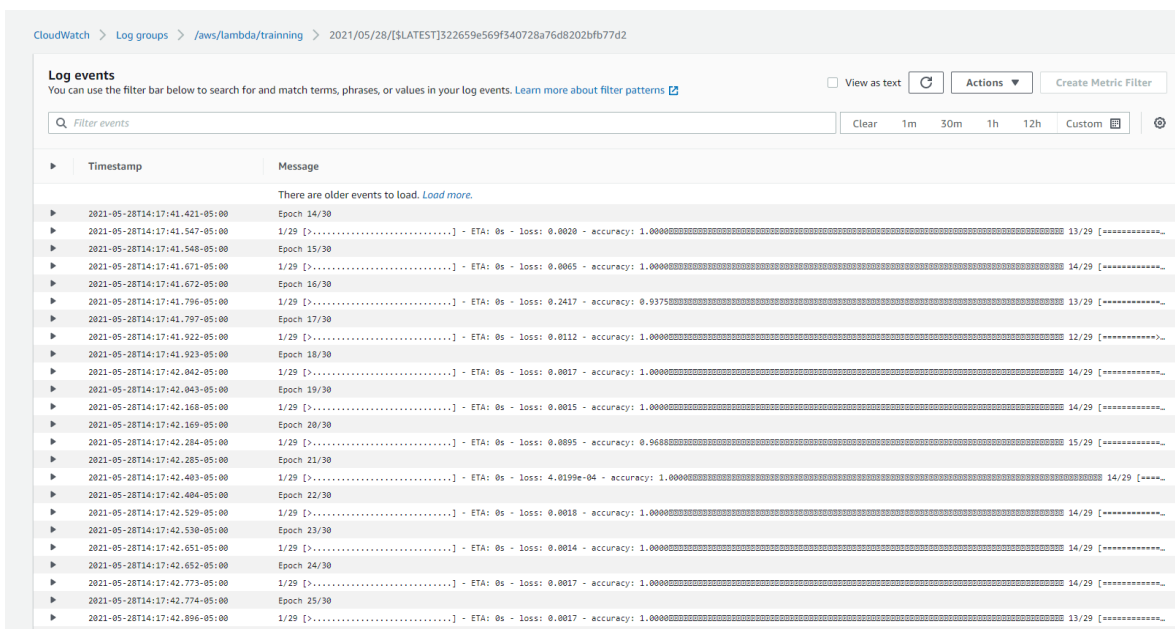 CloudWatch > Log groups > /aws/lambda/trainning > 2021/05/28/[$LATEST]322659e569f340728a76d8202bfb77d2
Log events
You can use the filter bar below to search for and match terms, phrases, or values in your log events. Learn more about filter patterns
View as text Actions Create Metric Filter
Filter events Clear 1m 30m 1h 12h Custom
Timestamp Message
There are older events to load. Load more.
2021-05-28T14:17:41.421-05:00 Epoch 14/30
2021-05-28T14:17:41.547-05:00 1/29 [>..............................] - ETA: 0s - loss: 0.0020 - accuracy: 1.0000 13/29 [============…
2021-05-28T14:17:41.548-05:00 Epoch 15/30
2021-05-28T14:17:41.671-05:00 1/29 [>..............................] - ETA: 0s - loss: 0.0065 - accuracy: 1.0000 14/29 [============…
2021-05-28T14:17:41.672-05:00 Epoch 16/30
2021-05-28T14:17:41.796-05:00 1/29 [>..............................] - ETA: 0s - loss: 0.2417 - accuracy: 0.9375 13/29 [============…
2021-05-28T14:17:41.797-05:00 Epoch 17/30
2021-05-28T14:17:41.922-05:00 1/29 [>..............................] - ETA: 0s - loss: 0.0112 - accuracy: 1.0000 12/29 [===========>…
2021-05-28T14:17:41.923-05:00 Epoch 18/30
2021-05-28T14:17:42.042-05:00 1/29 [>..............................] - ETA: 0s - loss: 0.0017 - accuracy: 1.0000 14/29 [============…
2021-05-28T14:17:42.043-05:00 Epoch 19/30
2021-05-28T14:17:42.168-05:00 1/29 [>..............................] - ETA: 0s - loss: 0.0015 - accuracy: 1.0000 14/29 [============…
2021-05-28T14:17:42.169-05:00 Epoch 20/30
2021-05-28T14:17:42.284-05:00 1/29 [>..............................] - ETA: 0s - loss: 0.0895 - accuracy: 0.9688 15/29 [============…
2021-05-28T14:17:42.285-05:00 Epoch 21/30
2021-05-28T14:17:42.403-05:00 1/29 [>..............................] - ETA: 0s - loss: 4.0199e-04 - accuracy: 1.0000 14/29 [====…
2021-05-28T14:17:42.404-05:00 Epoch 22/30
2021-05-28T14:17:42.529-05:00 1/29 [>..............................] - ETA: 0s - loss: 0.0018 - accuracy: 1.0000 14/29 [============…
2021-05-28T14:17:42.530-05:00 Epoch 23/30
2021-05-28T14:17:42.651-05:00 1/29 [>..............................] - ETA: 0s - loss: 0.0014 - accuracy: 1.0000 14/29 [============…
2021-05-28T14:17:42.652-05:00 Epoch 24/30
2021-05-28T14:17:42.773-05:00 1/29 [>..............................] - ETA: 0s - loss: 0.0017 - accuracy: 1.0000 14/29 [============…
2021-05-28T14:17:42.774-05:00 Epoch 25/30
2021-05-28T14:17:42.896-05:00 1/29 [>..............................] - ETA: 0s - loss: 0.0017 - accuracy: 1.0000 13/29 [============…